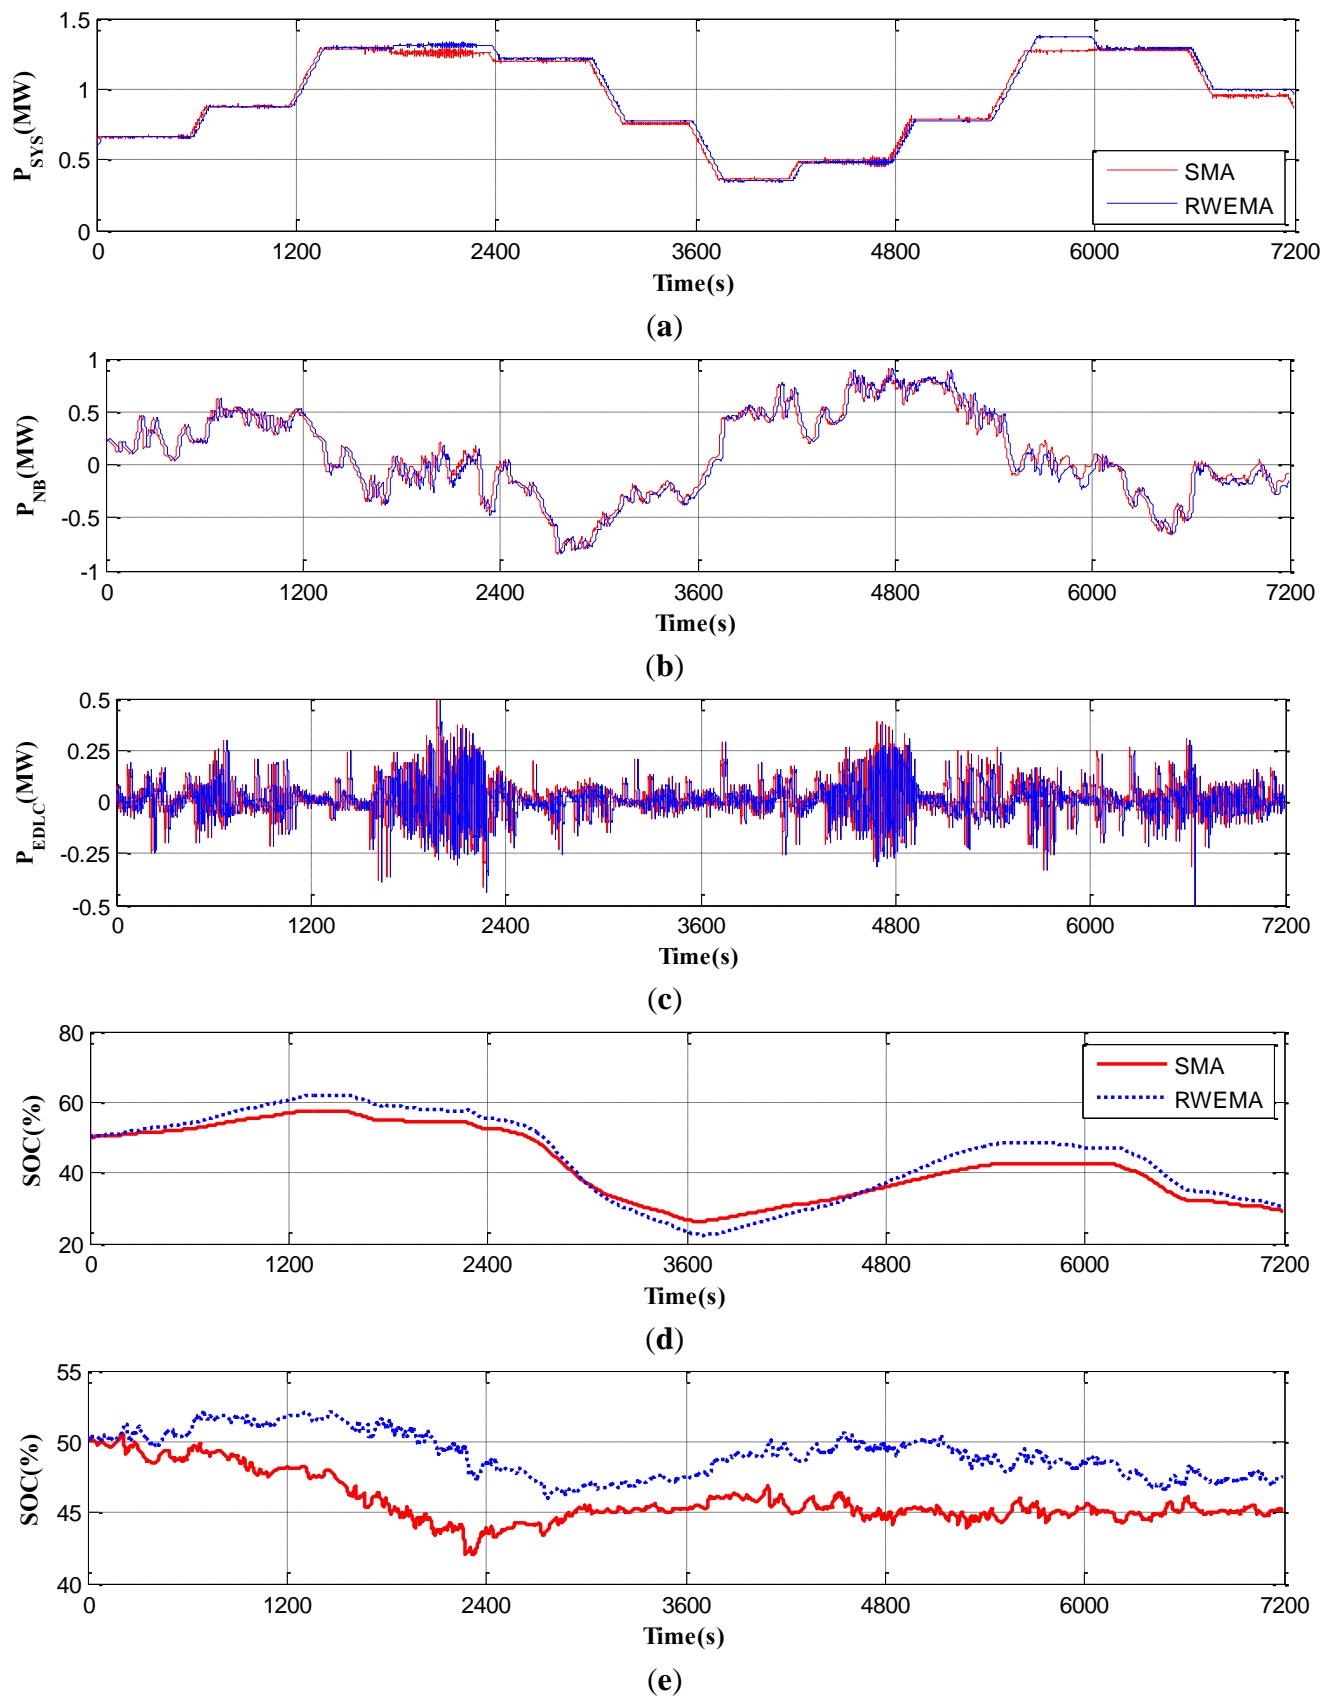 1.5
1
0.5
0
P_SYS(MW)
SMA
RWEMA
0 1200 2400 3600 4800 6000 7200
Time(s)
(a)
1
0.5
0
-0.5
-1
P_NB(MW)
0 1200 2400 3600 4800 6000 7200
Time(s)
(b)
0.5
0.25
0
-0.25
-0.5
P_EDLC(MW)
0 1200 2400 3600 4800 6000 7200
Time(s)
(c)
80
60
40
20
SOC(%)
SMA
RWEMA
0 1200 2400 3600 4800 6000 7200
Time(s)
(d)
55
50
45
40
SOC(%)
0 1200 2400 3600 4800 6000 7200
Time(s)
(e)